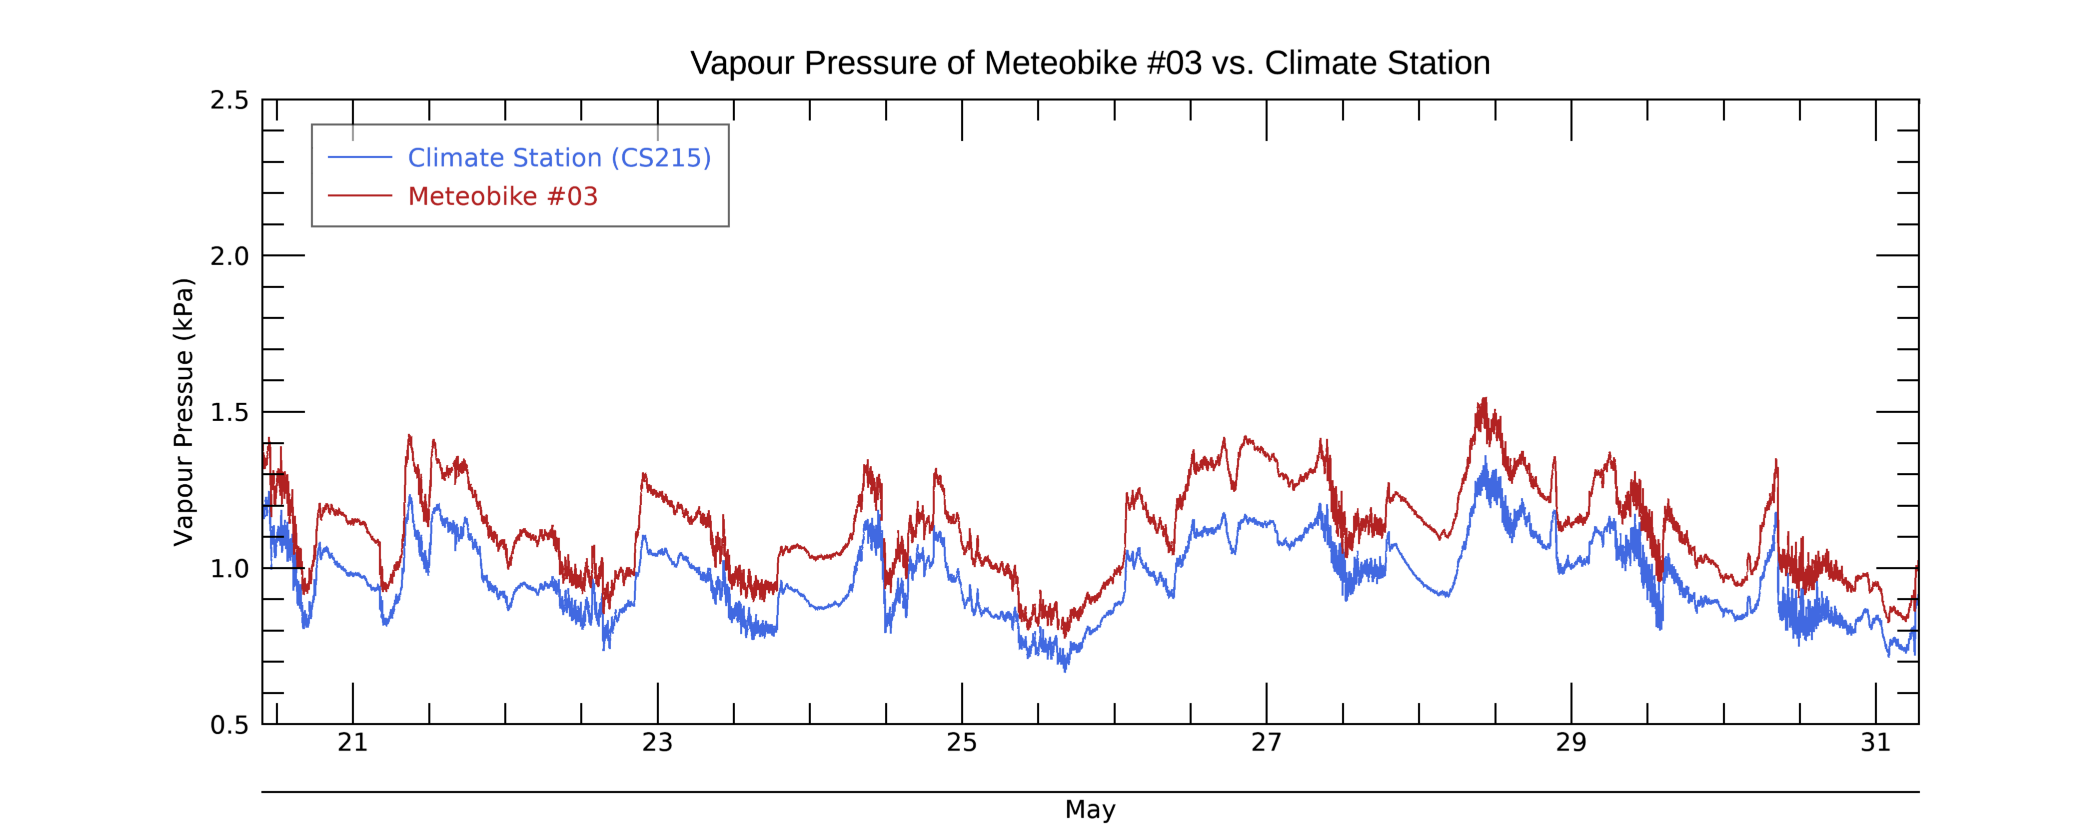 Vapour Pressure of Meteobike #03 vs. Climate Station
2.5
2.0
1.5
1.0
0.5
Vapour Pressue (kPa)
Climate Station (CS215)
Meteobike #03
21
23
25
27
29
31
May